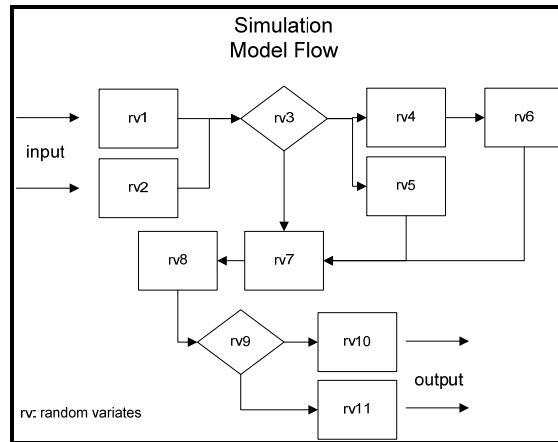 Simulation
Model Flow
rv1
rv3
rv4
rv6
input
rv2
rv5
rv8
rv7
rv9
rv10
output
rv11
rv: random variates